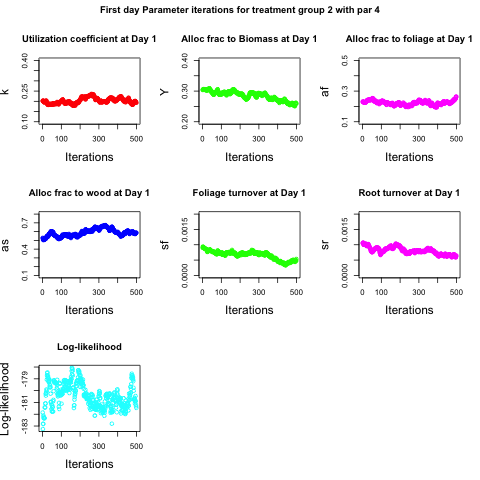 First day Parameter iterations for treatment group 2 with par 4
Utilization coefficient at Day 1
k
0.10 0.25 0.40
0 100 300 500
Iterations
Alloc frac to Biomass at Day 1
Y
0.20 0.30 0.40
0 100 300 500
Iterations
Alloc frac to foliage at Day 1
af
0.1 0.3 0.5
0 100 300 500
Iterations
Alloc frac to wood at Day 1
as
0.1 0.4 0.7
0 100 300 500
Iterations
Foliage turnover at Day 1
sf
0.0000 0.0015
0 100 300 500
Iterations
Root turnover at Day 1
sr
0.0000 0.0015
0 100 300 500
Iterations
Log-likelihood
Log-likelihood
-183 -181 -179
0 100 300 500
Iterations